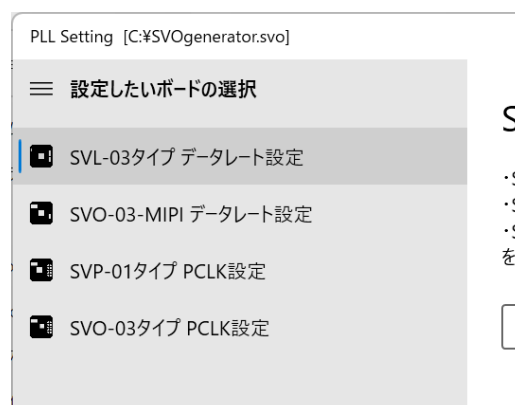 PLL Setting [C:¥SVOgenerator.svo]
設定したいボードの選択
SVL-03タイプ データレート設定
SVO-03-MIPI データレート設定
SVP-01タイプ PCLK設定
SVO-03タイプ PCLK設定
S
・S
・S
・S
を